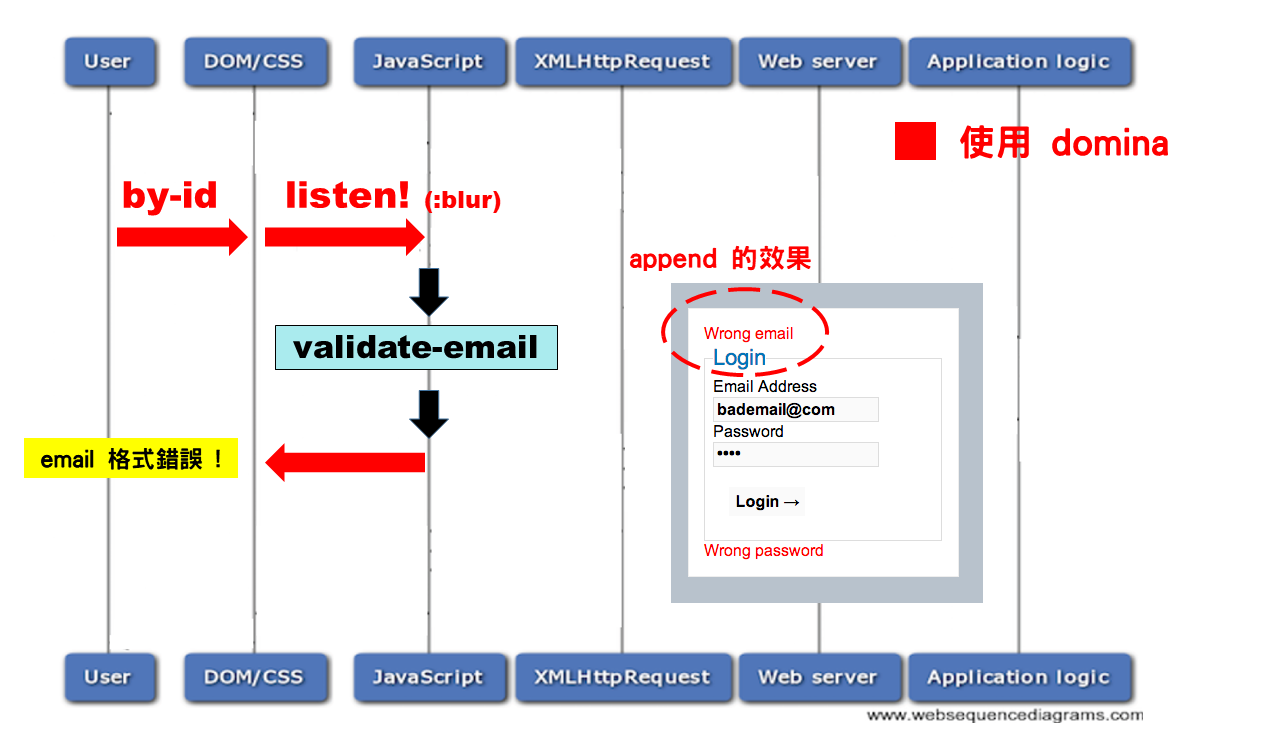 User DOM/CSS JavaScript XMLHttpRequest Web server Application logic
使用 domina
by-id listen! (:blur)
append 的效果
Wrong email
Login
validate-email
Email Address
bademail@com
Password
••••
email 格式錯誤！
Login →
Wrong password
User DOM/CSS JavaScript XMLHttpRequest Web server Application logic
www.websequencediagrams.com